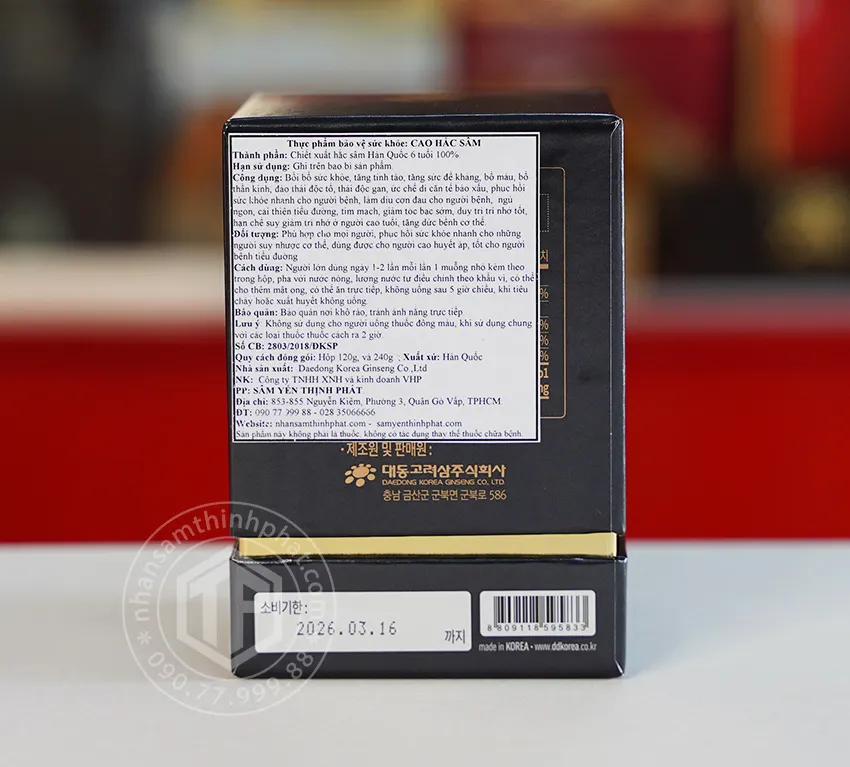 Thực phẩm bảo vệ sức khỏe: CAO HẮC SÂM
Thành phần: Chiết xuất hắc sâm Hàn Quốc 6 tuổi 100%
Hạn sử dụng: Ghi trên bao bì sản phẩm.
Công dụng: Bồi bổ sức khỏe, tăng tính táo, tăng sức đề kháng, bổ máu, bổ
thần kinh, đào thải độc tố, thải độc gan, ức chế di căn tế bào xấu, phục hồi
sức khỏe nhanh cho người bệnh, làm dịu cơn đau cho người bệnh, ngủ
ngon, cải thiện tiểu đường, tim mạch, giảm tóc bạc sớm, duy trì trí nhớ tốt,
hạn chế suy giảm trí nhớ ở người cao tuổi, tăng đức bệnh cơ thể.
Đối tượng: Phù hợp cho mọi người, phục hồi sức khỏe nhanh cho những
người suy nhược cơ thể, dùng được cho người cao huyết áp, tốt cho người
bệnh tiểu đường
Cách dùng: Người lớn dùng ngày 1-2 lần mỗi lần 1 muỗng nhỏ kèm theo
trong hộp, pha với nước nóng, lượng nước tư điều chỉnh theo khẩu vị, có thể
cho thêm mật ong, có thể ăn trực tiếp, không uống sau 5 giờ chiều, khi tiêu
chảy hoặc xuất huyết không uống.
Bảo quản: Bảo quản nơi khô ráo, tránh ánh nắng trực tiếp
Lưu ý: Không sử dụng cho người uống thuốc đông máu, khi sử dụng chung
với các loại thuốc thuốc cách ra 2 giờ.
Số CB: 2803/2018/ĐKSP
Quy cách đóng gói: Hộp 120g, và 240g ; Xuất xứ: Hàn Quốc
Nhà sản xuất: Daedong Korea Ginseng Co.,Ltd
NK: Công ty TNHH XNH và kinh doanh VHP
PP: SÂM YẾN THỊNH PHÁT
Địa chỉ: 853-855 Nguyễn Kiệm, Phường 3, Quận Gò Vấp, TPHCM.
ĐT: 090 77 999 88 - 028 35066666
Website: nhansamthinhphat.com - samyenthinhphat.com
Sản phẩm này không phải là thuốc, không có tác dụng thay thế thuốc chữa bệnh.
치
%
%
%
%
· 제조원 및 판매원 :
대동고려삼주식회사
DAEDONG KOREA GINSENG CO., LTD.
충남 금산군 군북면 군북로 586
소비기한 :
2026.03.16
까지
8809118595833
made in KOREA · www.ddkorea.co.kr
nhansamthinhphat.com
TP
* 090.77.999.88 *